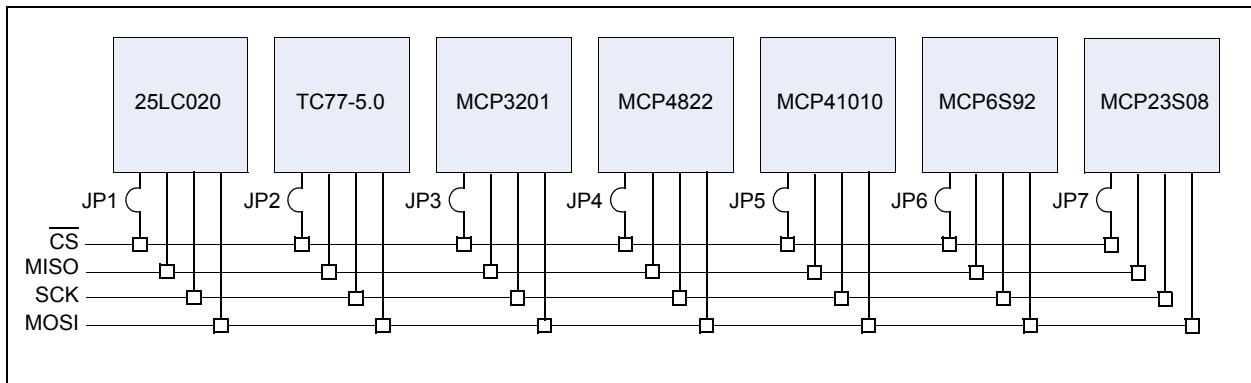 25LC020 TC77-5.0 MCP3201 MCP4822 MCP41010 MCP6S92 MCP23S08
JP1 JP2 JP3 JP4 JP5 JP6 JP7
CS
MISO
SCK
MOSI